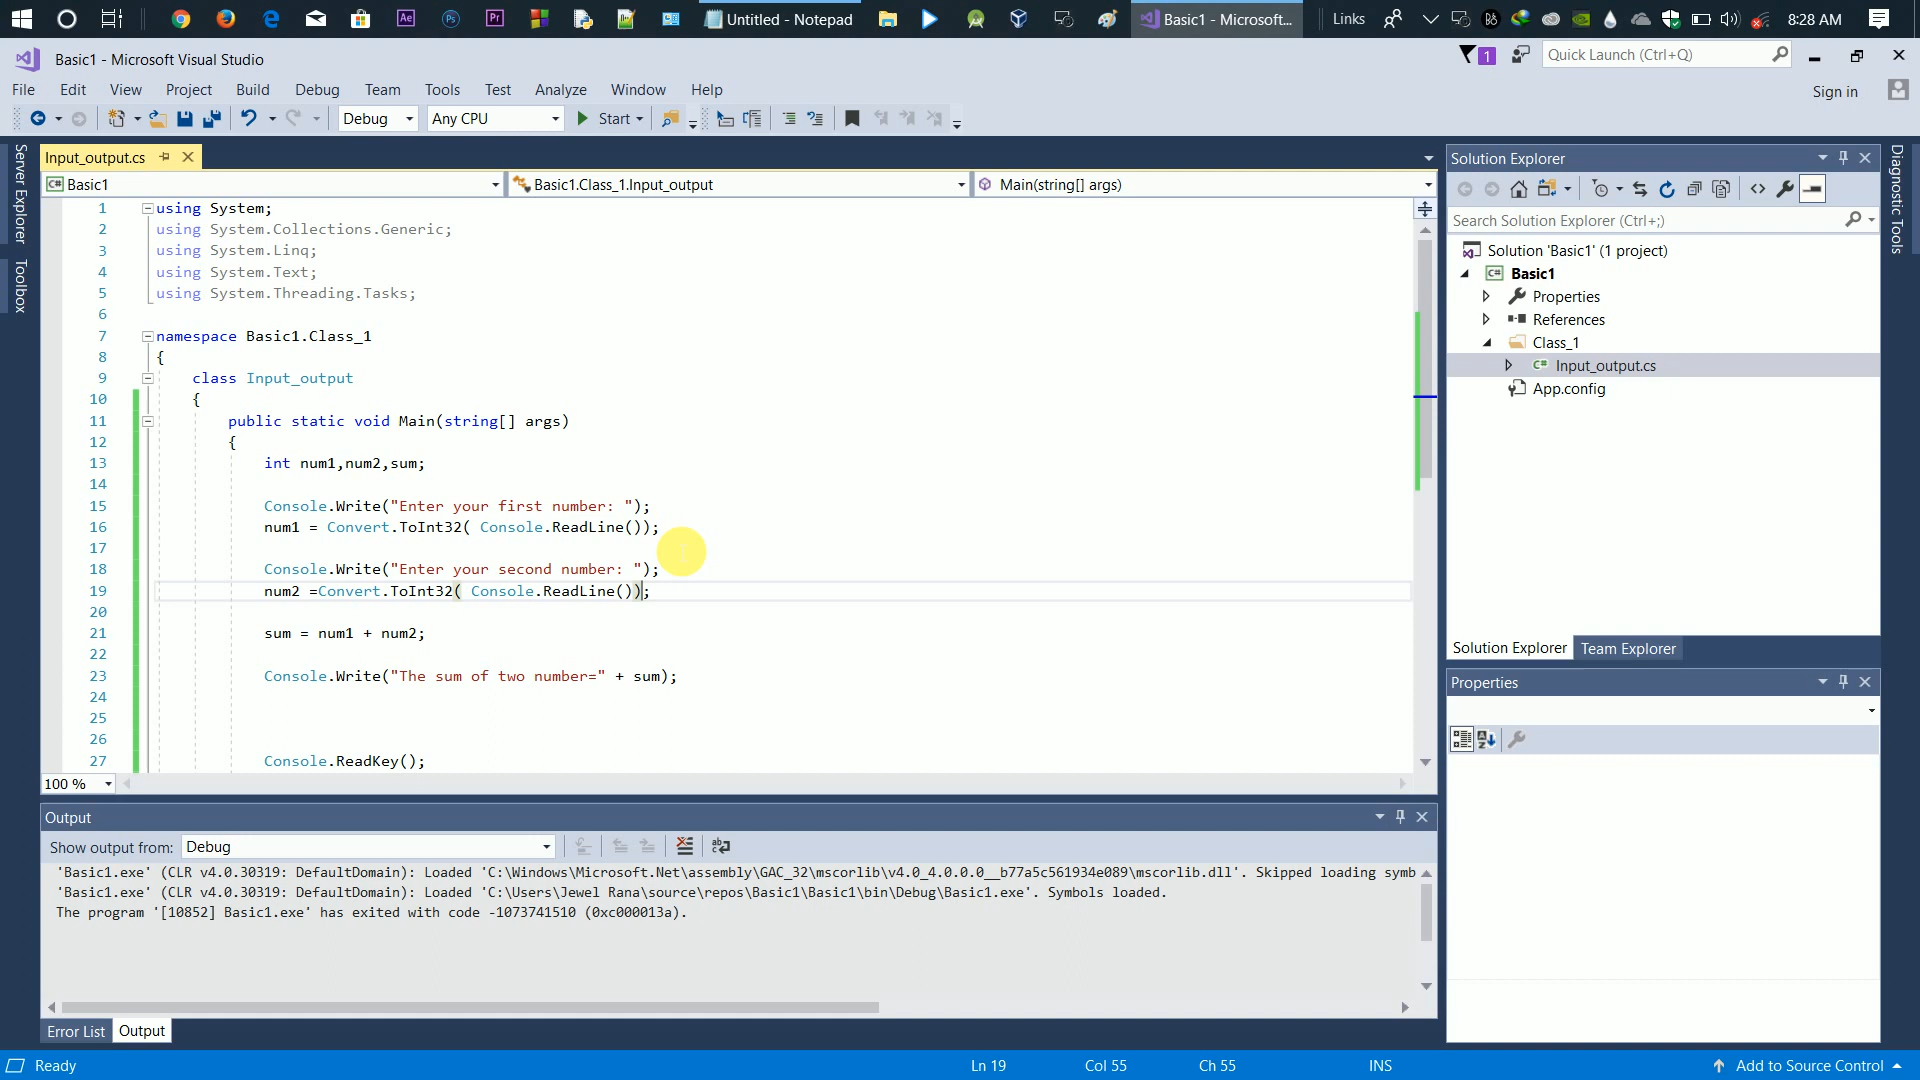 Untitled - Notepad
Basic1 - Microsoft...
Links
8:28 AM
Basic1 - Microsoft Visual Studio
1
Quick Launch (Ctrl+Q)
File Edit View Project Build Debug Team Tools Test Analyze Window Help
Sign in
Debug
Any CPU
Start
Server Explorer
Toolbox
Input_output.cs
Basic1
Basic1.Class_1.Input_output
Main(string[] args)
1 using System;
2 using System.Collections.Generic;
3 using System.Linq;
4 using System.Text;
5 using System.Threading.Tasks;
6
7 namespace Basic1.Class_1
8 {
9 class Input_output
10 {
11 public static void Main(string[] args)
12 {
13 int num1,num2,sum;
14
15 Console.Write("Enter your first number: ");
16 num1 = Convert.ToInt32( Console.ReadLine());
17
18 Console.Write("Enter your second number: ");
19 num2 =Convert.ToInt32( Console.ReadLine());
20
21 sum = num1 + num2;
22
23 Console.Write("The sum of two number=" + sum);
24
25
26
27 Console.ReadKey();
100 %
Solution Explorer
Search Solution Explorer (Ctrl+;)
Solution 'Basic1' (1 project)
Basic1
Properties
References
Class_1
Input_output.cs
App.config
Solution Explorer Team Explorer
Properties
Diagnostic Tools
Output
Show output from: Debug
'Basic1.exe' (CLR v4.0.30319: DefaultDomain): Loaded 'C:\Windows\Microsoft.Net\assembly\GAC_32\mscorlib\v4.0_4.0.0.0__b77a5c561934e089\mscorlib.dll'. Skipped loading symb
'Basic1.exe' (CLR v4.0.30319: DefaultDomain): Loaded 'C:\Users\Jewel Rana\source\repos\Basic1\Basic1\bin\Debug\Basic1.exe'. Symbols loaded.
The program '[10852] Basic1.exe' has exited with code -1073741510 (0xc000013a).
Error List Output
Ready
Ln 19 Col 55 Ch 55 INS
Add to Source Control